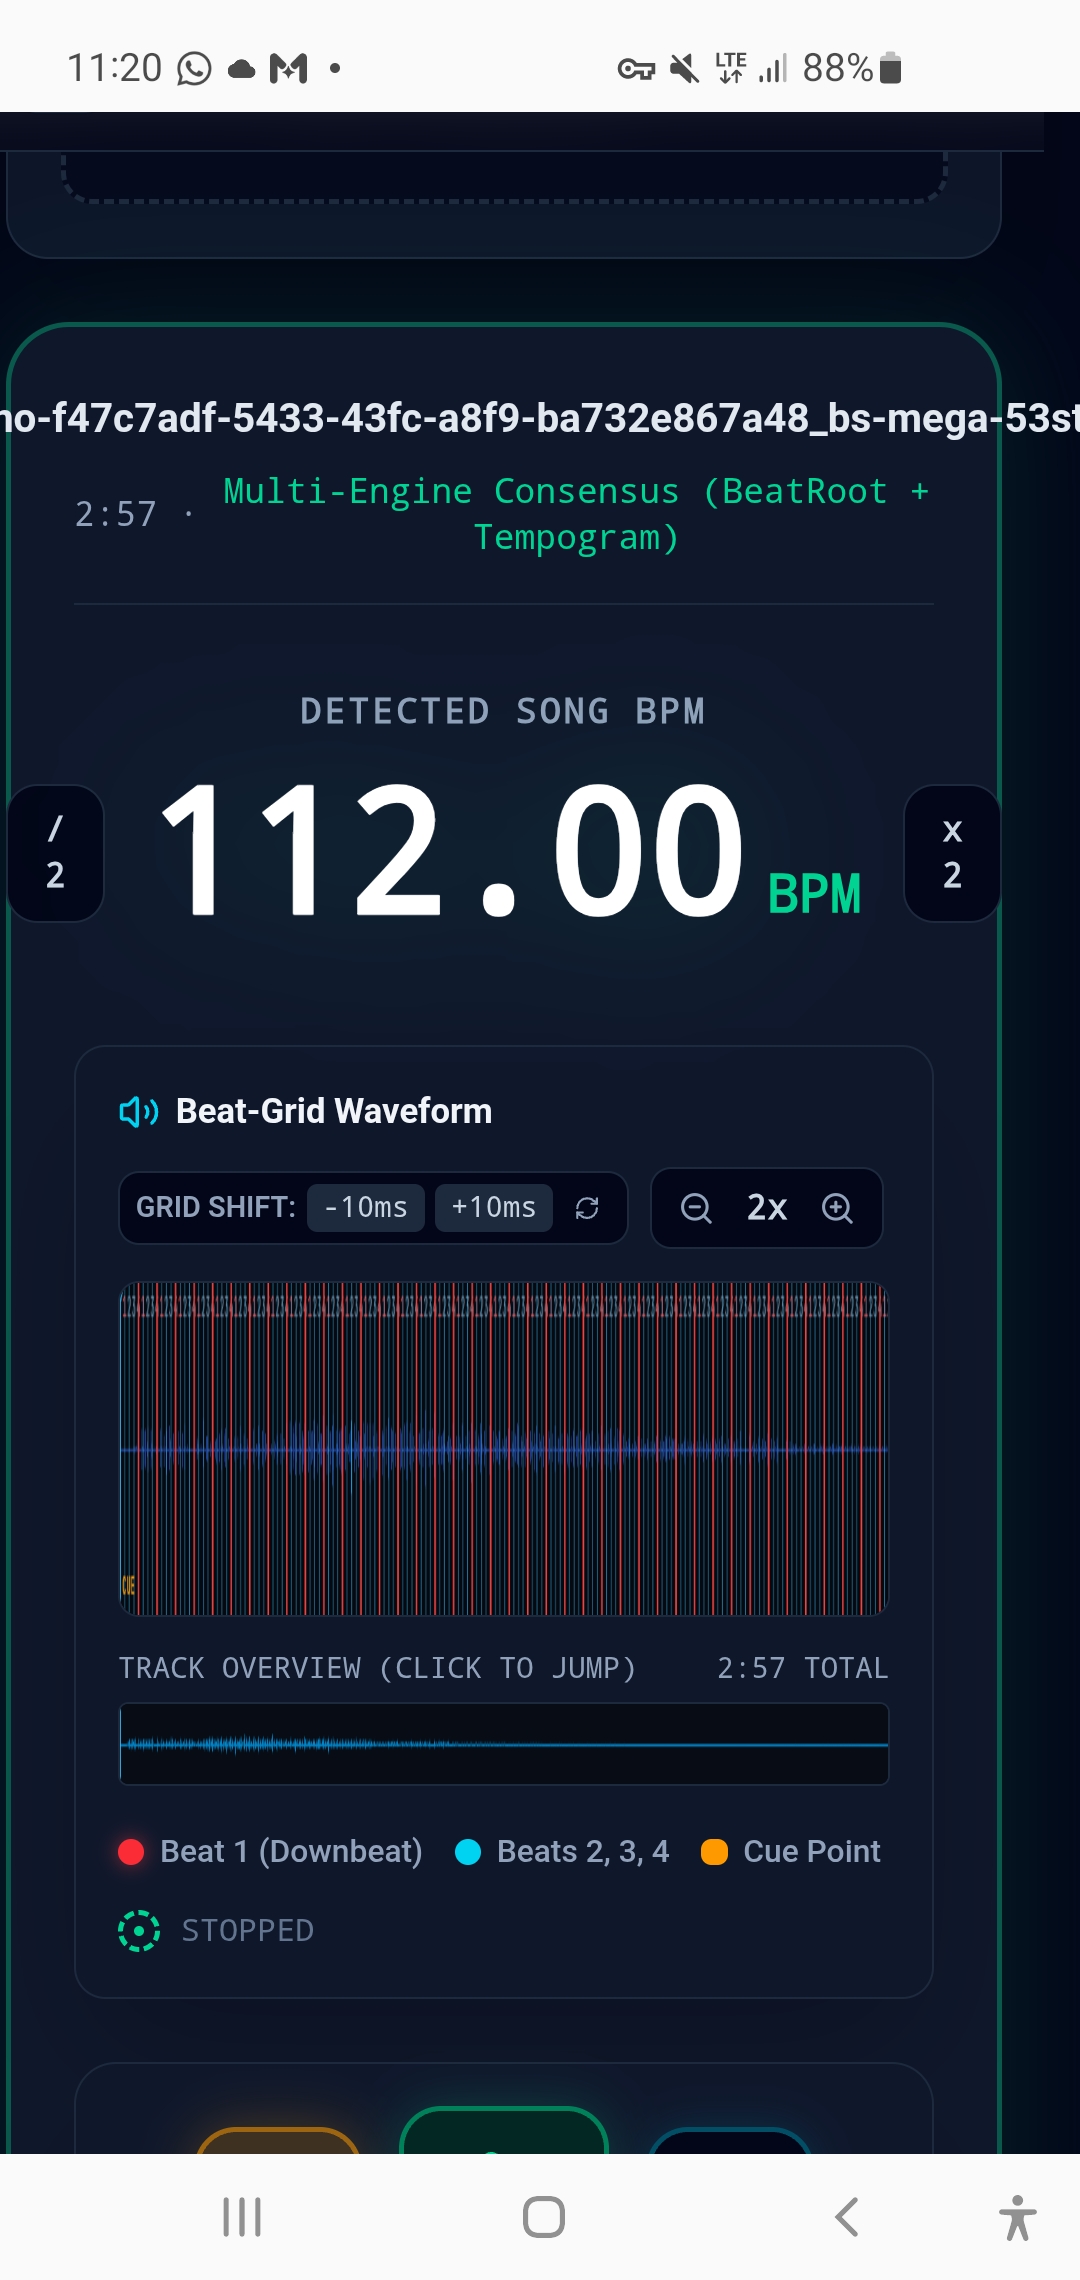 11:20
LTE
88%
no-f47c7adf-5433-43fc-a8f9-ba732e867a48_bs-mega-53st
2:57 · Multi-Engine Consensus (BeatRoot +
Tempogram)
DETECTED SONG BPM
/
2
112.00 BPM
x
2
Beat-Grid Waveform
GRID SHIFT: -10ms +10ms
2x
CUE
TRACK OVERVIEW (CLICK TO JUMP) 2:57 TOTAL
Beat 1 (Downbeat) Beats 2, 3, 4 Cue Point
STOPPED